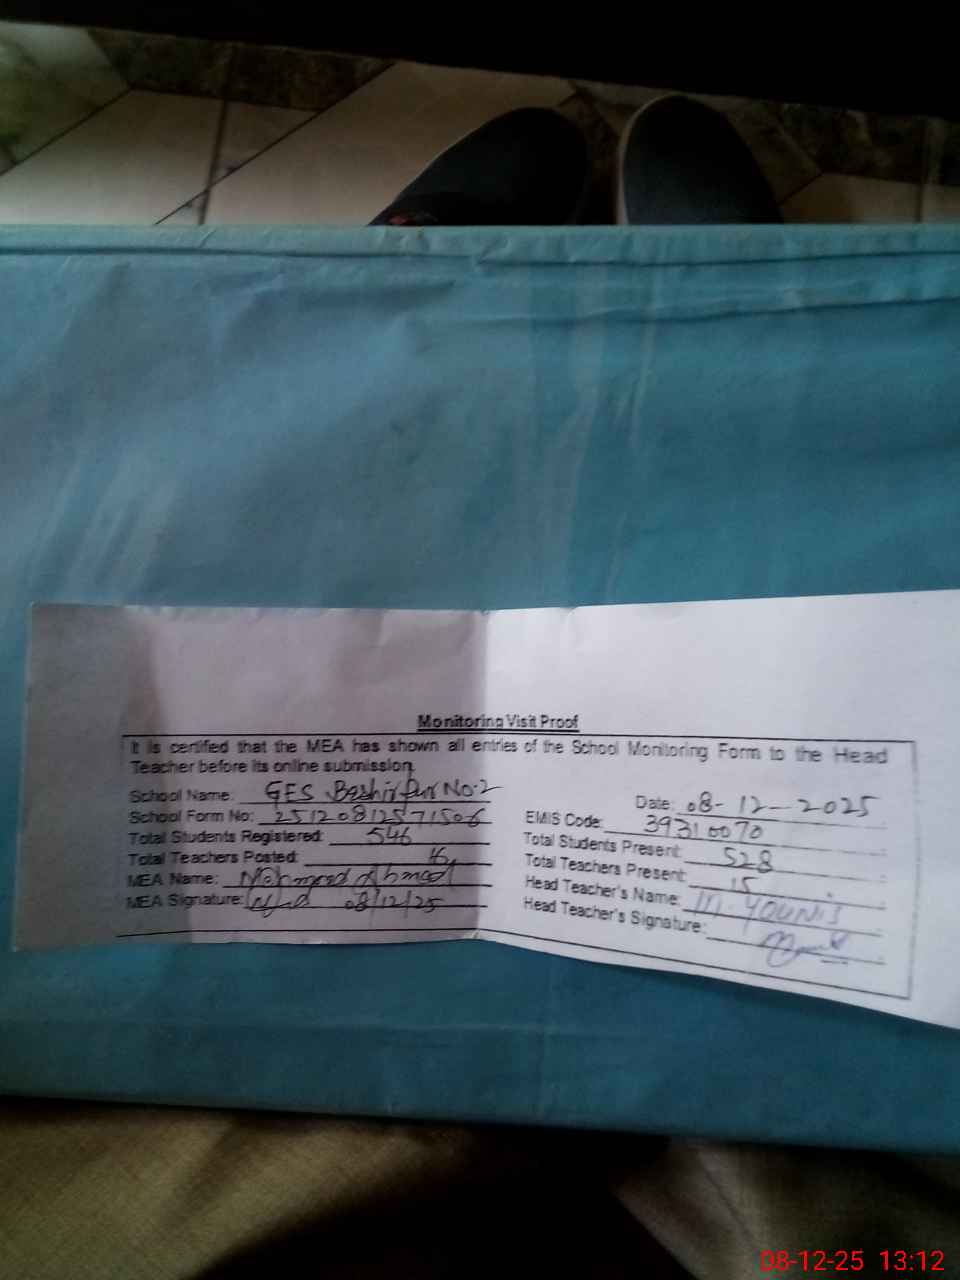 Monitoring Visit Proof
It is certified that the MEA has shown all entries of the School Monitoring Form to the Head
Teacher before its online submission.
School Name: GES Bashirpur No.2
Date: 08-12-2025
School Form No: 25120812571506
EMIS Code: 39310070
Total Students Registered: 546
Total Students Present: 528
Total Teachers Posted: 16
Total Teachers Present: 15
MEA Name: Ahmad
Head Teacher's Name: M. YOUNIS
MEA Signature: 08/12/25
Head Teacher's Signature:
08-12-25 13:12